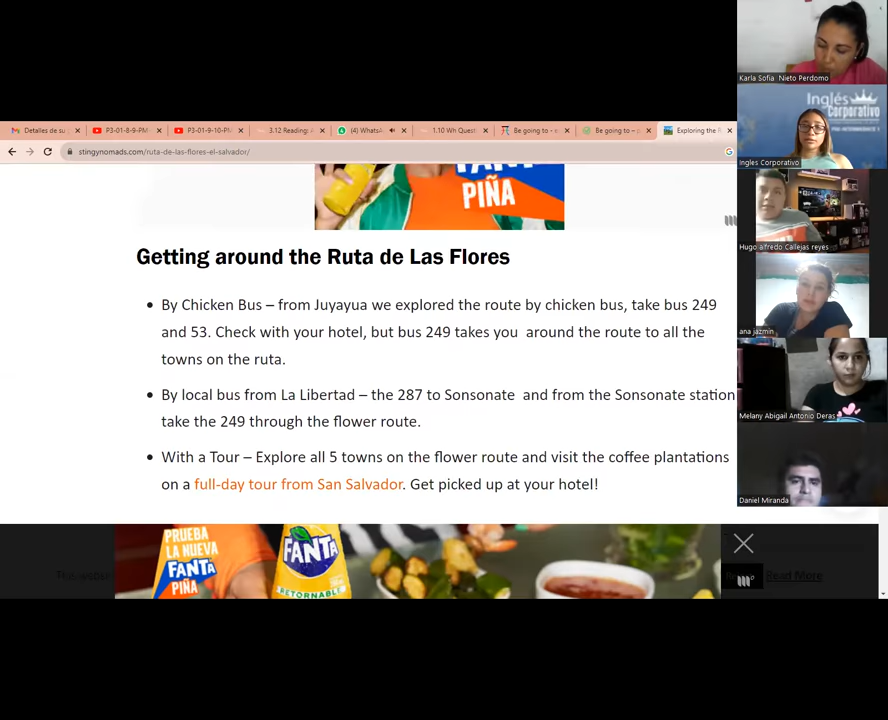 Karla Sofia Nieto Perdomo
Detalles de su
P3-01-8-9-PM-
P3-01-9-10-PM
3.12 Reading:
(4) WhatsA
1.10 Wh Quest
Be going to -
Be going to – p
Exploring the R
stingynomads.com/ruta-de-las-flores-el-salvador/
Inglés
Corporativo
Ingles Corporativo
FANTA
PIÑA
Hugo alfredo Callejas reyes
Getting around the Ruta de Las Flores
By Chicken Bus – from Juyayua we explored the route by chicken bus, take bus 249
and 53. Check with your hotel, but bus 249 takes you around the route to all the
towns on the ruta.
ana jazmin
By local bus from La Libertad – the 287 to Sonsonate and from the Sonsonate station
take the 249 through the flower route.
Melany Abigail Antonio Deras
With a Tour – Explore all 5 towns on the flower route and visit the coffee plantations
on a full-day tour from San Salvador. Get picked up at your hotel!
Daniel Miranda
PRUEBA
LA NUEVA
FANTA
PIÑA
FANTA
RETORNABLE
Read More